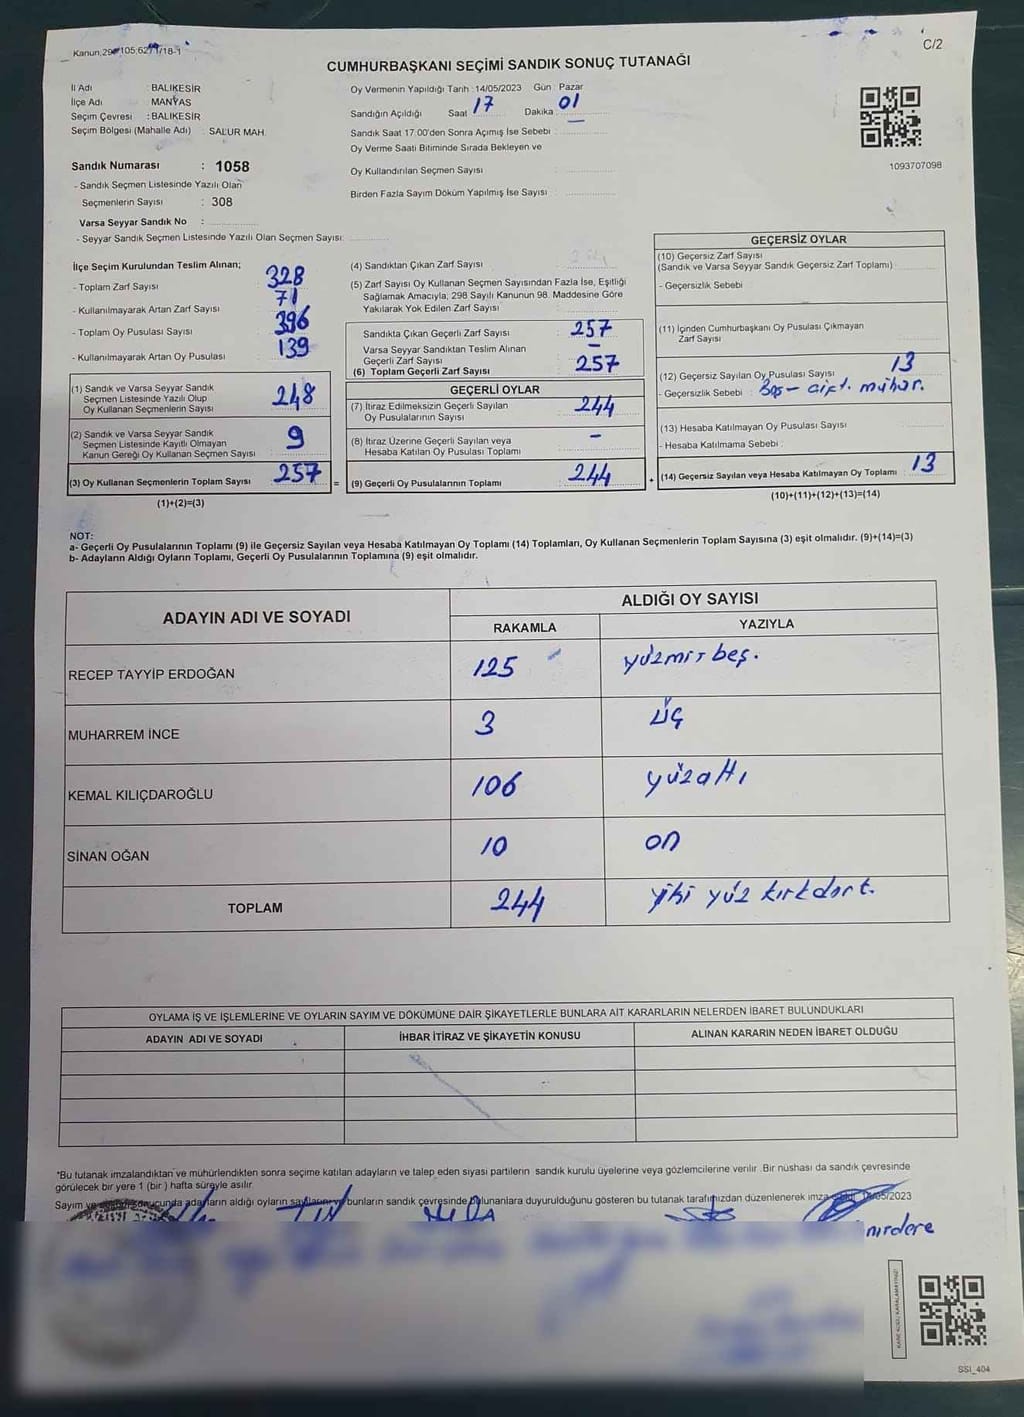 C/2
CUMHURBAŞKANI SEÇİMİ SANDIK SONUÇ TUTANAĞI
İl Adı : BALIKESİR
İlçe Adı MANYAS
Seçim Çevresi : BALIKESİR
Seçim Bölgesi (Mahalle Adı) : SALUR MAH.
Sandık Numarası : 1058
- Sandık Seçmen Listesinde Yazılı Olan
Seçmenlerin Sayısı : 308
Varsa Seyyar Sandık No :
- Seyyar Sandık Seçmen Listesinde Yazılı Olan Seçmen Sayısı:
Oy Vermenin Yapıldığı Tarih : 14/05/2023 Gün : Pazar
Sandığın Açıldığı Saat 17 Dakika 01
Sandık Saat 17:00'den Sonra Açımış İse Sebebi
Oy Verme Saati Bitiminde Sırada Bekleyen ve
Oy Kullandırılan Seçmen Sayısı
Birden Fazla Sayım Döküm Yapılmış İse Sayısı
1093707098
İlçe Seçim Kurulundan Teslim Alınan;
- Toplam Zarf Sayısı 328
- Kullanılmayarak Artan Zarf Sayısı 71
- Toplam Oy Pusulası Sayısı 396
- Kullanılmayarak Artan Oy Pusulası 139
(1) Sandık ve Varsa Seyyar Sandık
Seçmen Listesinde Yazılı Olup
Oy Kullanan Seçmenlerin Sayısı 248
(2) Sandık ve Varsa Seyyar Sandık
Seçmen Listesinde Kayıtlı Olmayan
Kanun Gereği Oy Kullanan Seçmen Sayısı 9
(3) Oy Kullanan Seçmenlerin Toplam Sayısı 257
(1)+(2)=(3)
=
(4) Sandıktan Çıkan Zarf Sayısı
(5) Zarf Sayısı Oy Kullanan Seçmen Sayısından Fazla İse, Eşitliği
Sağlamak Amacıyla; 298 Sayılı Kanunun 98. Maddesine Göre
Yakılarak Yok Edilen Zarf Sayısı
Sandıkta Çıkan Geçerli Zarf Sayısı 257
Varsa Seyyar Sandıktan Teslim Alınan
Geçerli Zarf Sayısı –
(6) Toplam Geçerli Zarf Sayısı 257
GEÇERLİ OYLAR
(7) İtiraz Edilmeksizin Geçerli Sayılan
Oy Pusulalarının Sayısı 244
(8) İtiraz Üzerine Geçerli Sayılan veya
Hesaba Katılan Oy Pusulası Toplamı –
(9) Geçerli Oy Pusulalarının Toplamı 244
+
GEÇERSİZ OYLAR
(10) Geçersiz Zarf Sayısı
(Sandık ve Varsa Seyyar Sandık Geçersiz Zarf Toplamı)
- Geçersizlik Sebebi
(11) İçinden Cumhurbaşkanı Oy Pusulası Çıkmayan
Zarf Sayısı
(12) Geçersiz Sayılan Oy Pusulası Sayısı 13
- Geçersizlik Sebebi : Boş – çift. mühür.
(13) Hesaba Katılmayan Oy Pusulası Sayısı
- Hesaba Katılmama Sebebi :
(14) Geçersiz Sayılan veya Hesaba Katılmayan Oy Toplamı 13
(10)+(11)+(12)+(13)=(14)
NOT:
a- Geçerli Oy Pusulalarının Toplamı (9) ile Geçersiz Sayılan veya Hesaba Katılmayan Oy Toplamı (14) Toplamları, Oy Kullanan Seçmenlerin Toplam Sayısına (3) eşit olmalıdır. (9)+(14)=(3)
b- Adayların Aldığı Oyların Toplamı, Geçerli Oy Pusulalarının Toplamına (9) eşit olmalıdır.
ADAYIN ADI VE SOYADI ALDIĞI OY SAYISI
RAKAMLA YAZIYLA
RECEP TAYYİP ERDOĞAN 125
MUHARREM İNCE 3 üç
KEMAL KILIÇDAROĞLU 106 yüzaltı
SİNAN OĞAN 10 on
TOPLAM 244 yüz kırkdört.
OYLAMA İŞ VE İŞLEMLERİNE VE OYLARIN SAYIM VE DÖKÜMÜNE DAİR ŞİKAYETLERLE BUNLARA AİT KARARLARIN NELERDEN İBARET BULUNDUKLARI
ADAYIN ADI VE SOYADI İHBAR İTİRAZ VE ŞİKAYETİN KONUSU ALINAN KARARIN NEDEN İBARET OLDUĞU
*Bu tutanak imzalandıktan ve mühürlendikten sonra seçime katılan adayların ve talep eden siyasi partilerin sandık kurulu üyelerine veya gözlemcilerine verilir. Bir nüshası da sandık çevresinde
görülecek bir yere 1 (bir) hafta süreyle asılır.
Sayım ve adayların aldığı oyların bunların sandık çevresinde bulunanlara duyurulduğunu gösteren bu tutanak tarafımızdan düzenlenerek imza
SSI_404